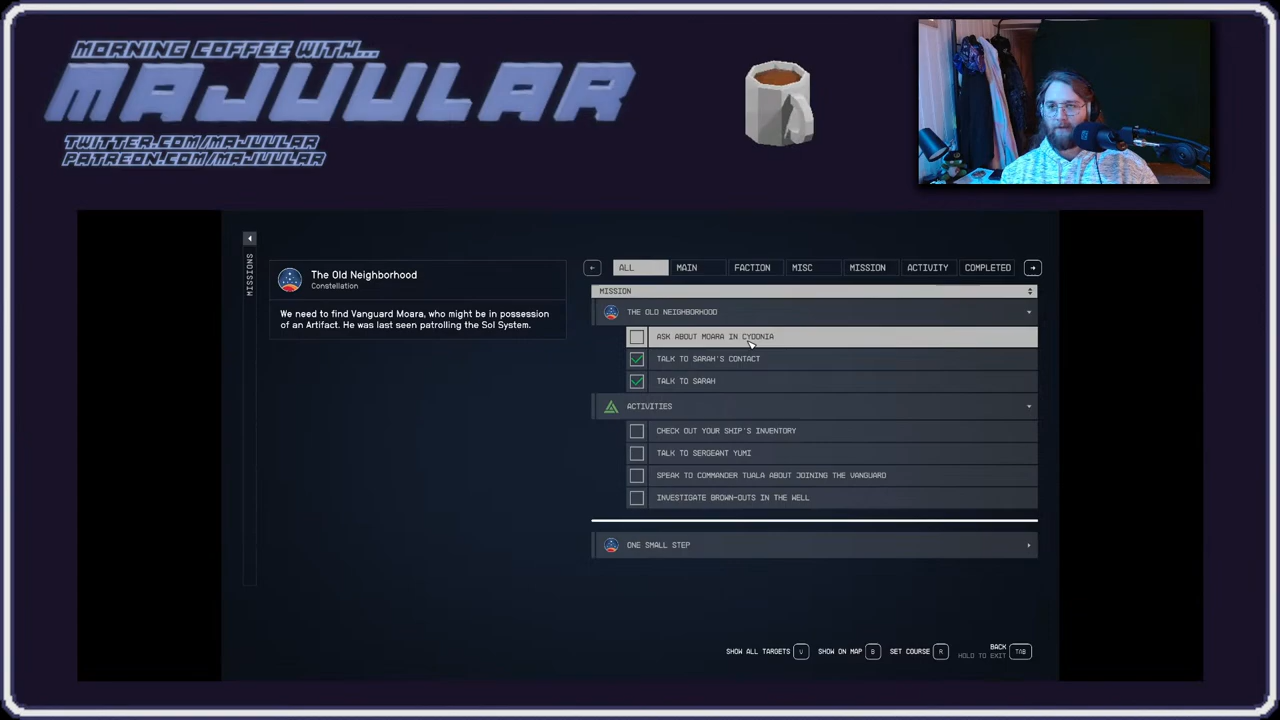 MORNING COFFEE WITH...
MAJUULAR
TWITTER.COM/MAJUULAR
PATREON.COM/MAJUULAR
MISSIONS
The Old Neighborhood
Constellation
We need to find Vanguard Moara, who might be in possession
of an Artifact. He was last seen patrolling the Sol System.
ALL MAIN FACTION MISC MISSION ACTIVITY COMPLETED
MISSION
THE OLD NEIGHBORHOOD
ASK ABOUT MOARA IN CYDONIA
TALK TO SARAH'S CONTACT
TALK TO SARAH
ACTIVITIES
CHECK OUT YOUR SHIP'S INVENTORY
TALK TO SERGEANT YUMI
SPEAK TO COMMANDER TUALA ABOUT JOINING THE VANGUARD
INVESTIGATE BROWN-OUTS IN THE WELL
ONE SMALL STEP
SHOW ALL TARGETS V SHOW ON MAP B SET COURSE R BACK TAB
HOLD TO EXIT